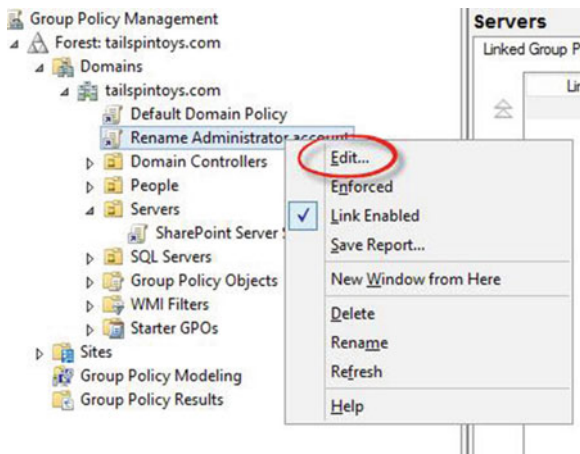 Group Policy Management
Forest: tailspintoys.com
Domains
tailspintoys.com
Default Domain Policy
Rename Administrator account
Domain Controllers
People
Servers
SharePoint Server
SQL Servers
Group Policy Objects
WMI Filters
Starter GPOs
Sites
Group Policy Modeling
Group Policy Results
Edit...
Enforced
Link Enabled
Save Report...
New Window from Here
Delete
Rename
Refresh
Help
Servers
Linked Group P
Li